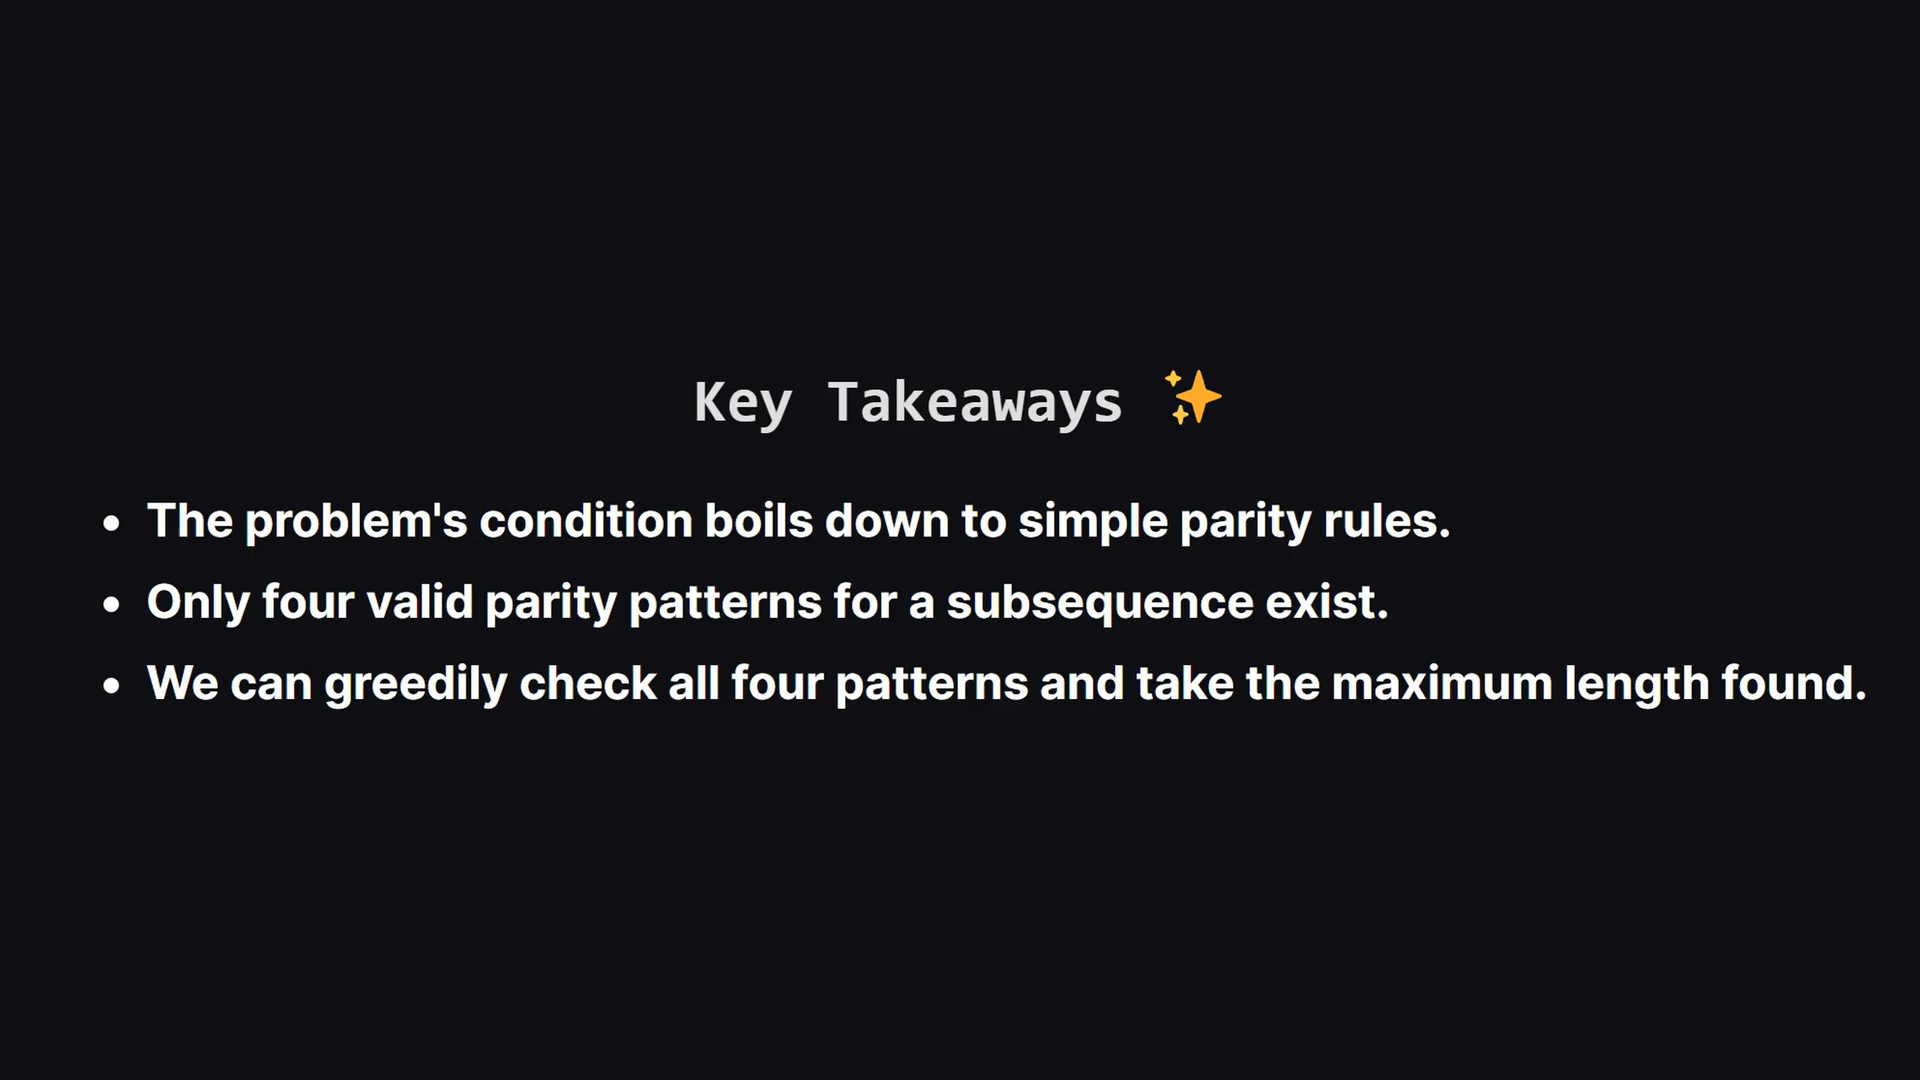 Key Takeaways ✨
• The problem's condition boils down to simple parity rules.
• Only four valid parity patterns for a subsequence exist.
• We can greedily check all four patterns and take the maximum length found.